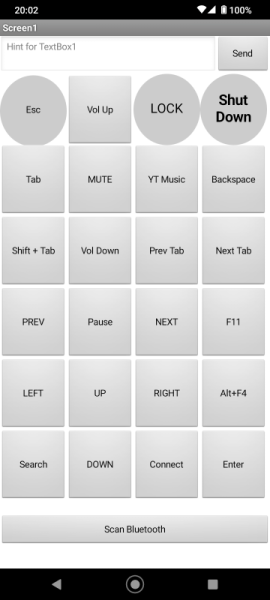 20:02
100%
Screen1
Hint for TextBox1
Send
Esc
Vol Up
LOCK
Shut
Down
Tab
MUTE
YT Music
Backspace
Shift + Tab
Vol Down
Prev Tab
Next Tab
PREV
Pause
NEXT
F11
LEFT
UP
RIGHT
Alt+F4
Search
DOWN
Connect
Enter
Scan Bluetooth